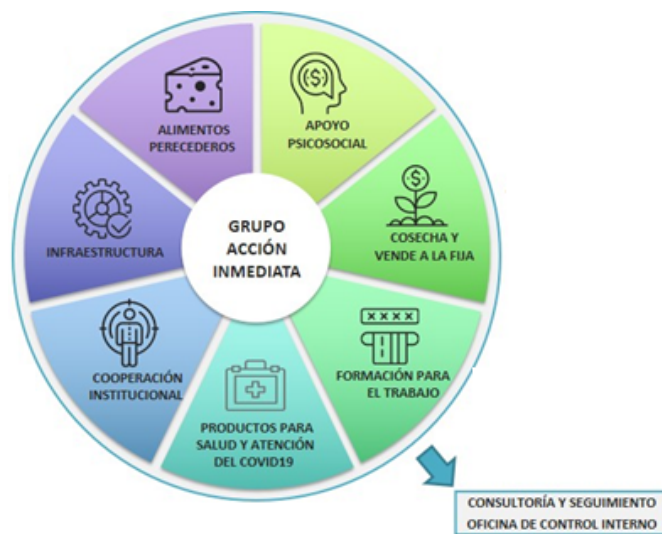 ALIMENTOS
PERECEDEROS
APOYO
PSICOSOCIAL
INFRAESTRUCTURA
GRUPO
ACCIÓN
INMEDIATA
COSECHA Y
VENDE A LA FIJA
COOPERACIÓN
INSTITUCIONAL
PRODUCTOS PARA
SALUD Y ATENCIÓN
DEL COVID19
FORMACIÓN PARA
EL TRABAJO
CONSULTORÍA Y SEGUIMIENTO
OFICINA DE CONTROL INTERNO